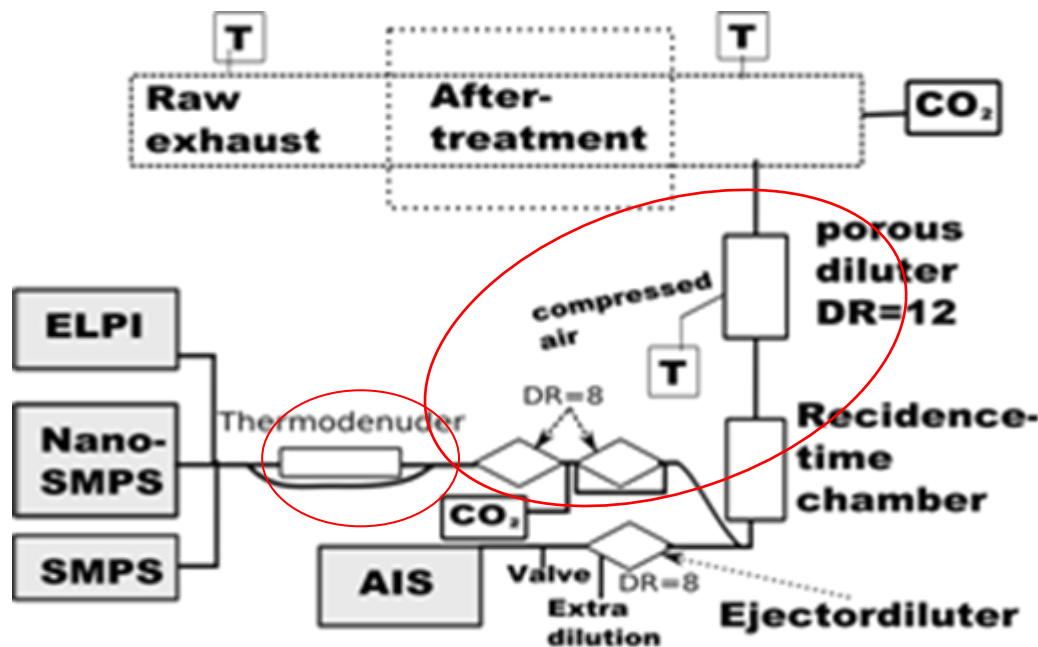 T
T
Raw
exhaust
After-
treatment
CO₂
porous
diluter
DR=12
compressed
air
T
ELPI
Thermodenuder
DR=8
Nano-
SMPS
Recidence-
time
chamber
CO₂
SMPS
AIS
Valve
DR=8
Extra
dilution
Ejectordiluter